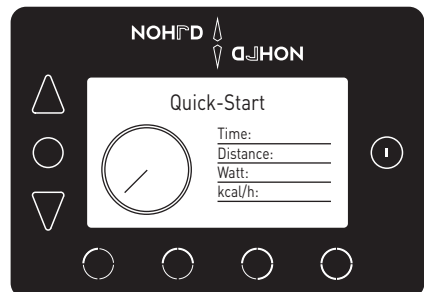 NOHRD
NOHRD
Quick-Start
Time:
Distance:
Watt:
kcal/h: